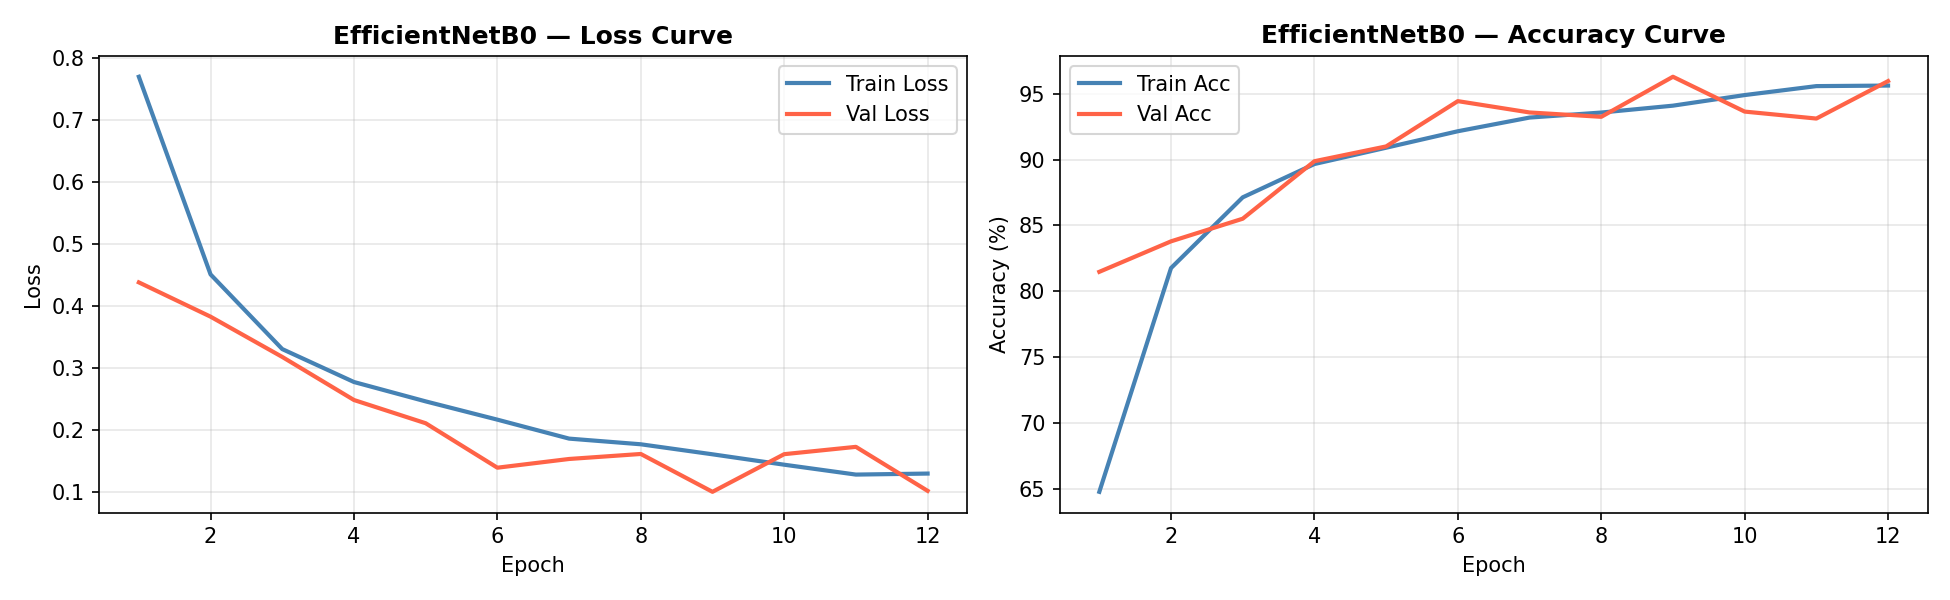 EfficientNetB0 — Loss Curve
0.8
0.7
0.6
0.5
0.4
0.3
0.2
0.1
Loss
Train Loss
Val Loss
2 4 6 8 10 12
Epoch
EfficientNetB0 — Accuracy Curve
95
90
85
80
75
70
65
Accuracy (%)
Train Acc
Val Acc
2 4 6 8 10 12
Epoch